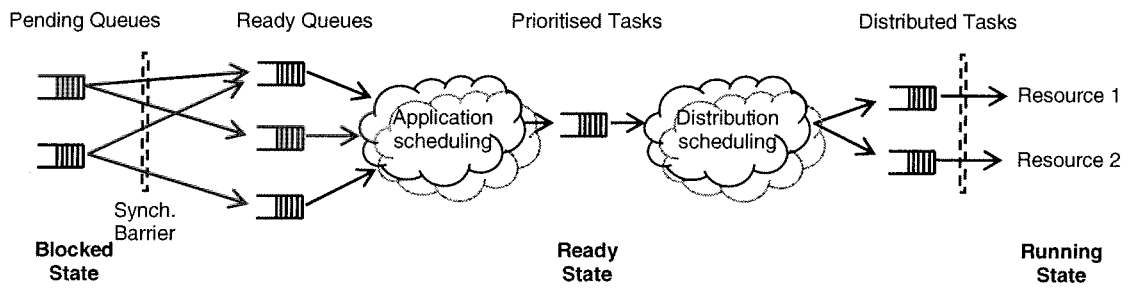 Pending Queues
Ready Queues
Prioritised Tasks
Distributed Tasks
Application
scheduling
Distribution
scheduling
Resource 1
Resource 2
Synch.
Barrier
Blocked
State
Ready
State
Running
State